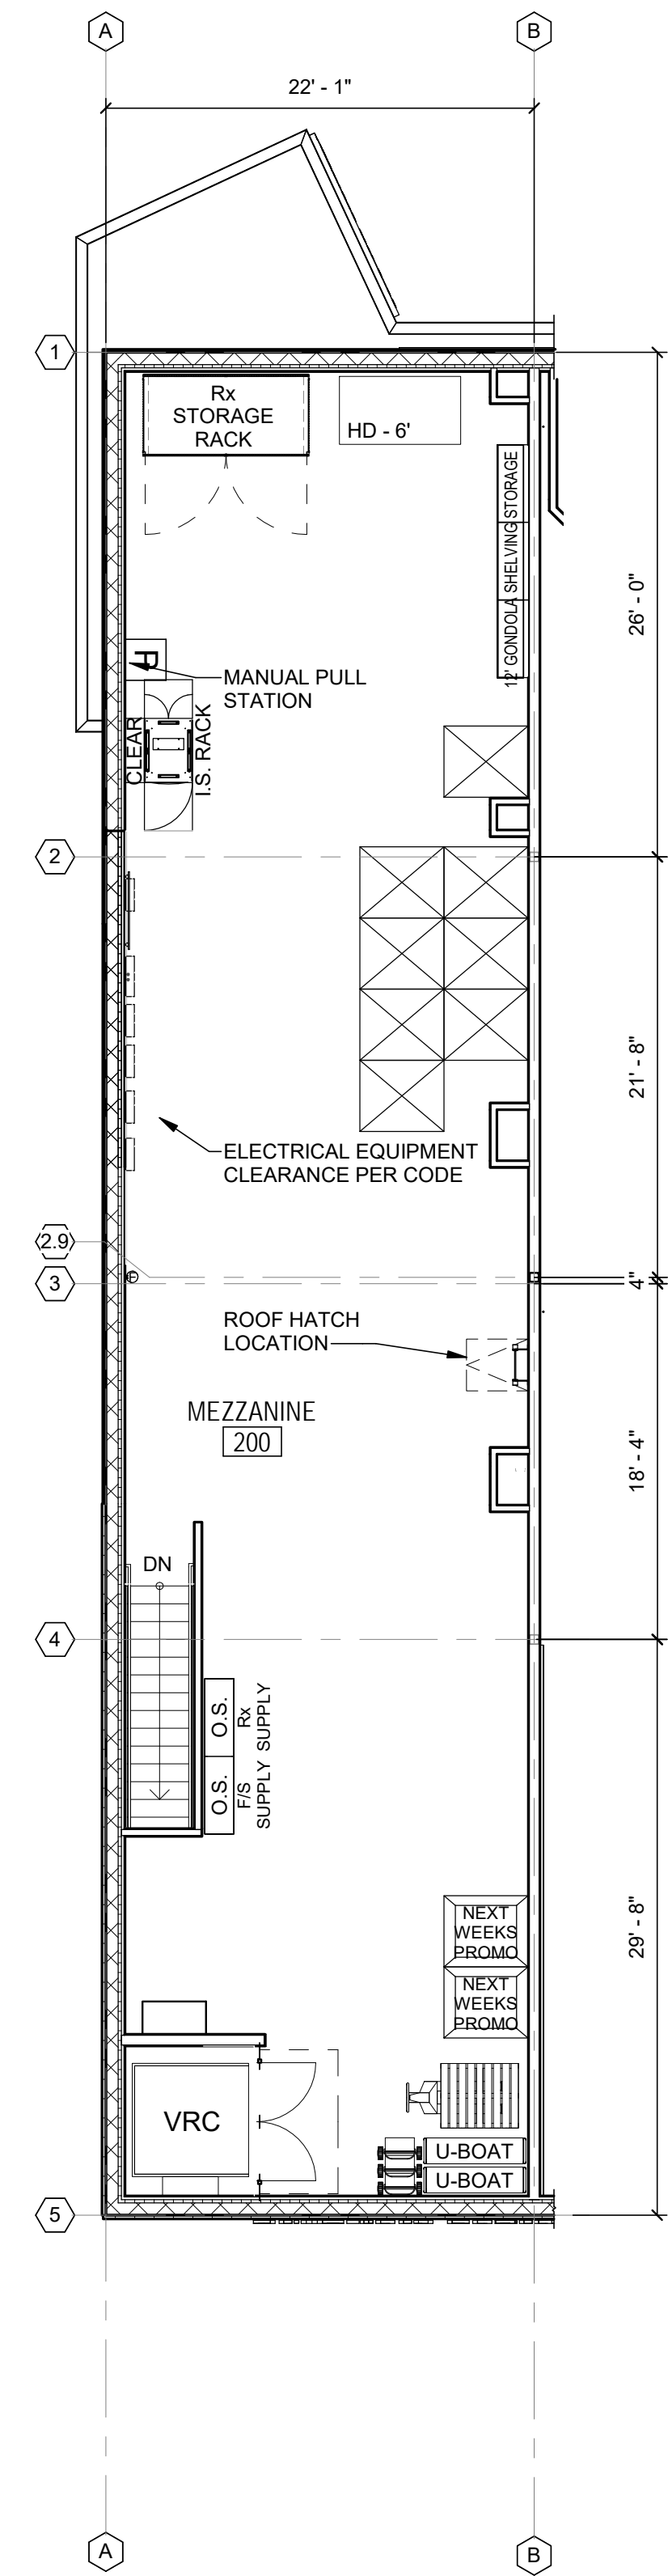 A
B
22' - 1"
1
Rx
STORAGE
RACK
HD - 6'
12' GONDOLA SHELVING STORAGE
26' - 0"
P
MANUAL PULL
STATION
CLEAR
I.S. RACK
2
21' - 8"
ELECTRICAL EQUIPMENT
CLEARANCE PER CODE
2.9
3
4"
ROOF HATCH
LOCATION
MEZZANINE
200
18' - 4"
DN
4
O.S.
Rx
SUPPLY
O.S.
F/S
SUPPLY
29' - 8"
NEXT
WEEKS
PROMO
NEXT
WEEKS
PROMO
VRC
U-BOAT
U-BOAT
5
A
B